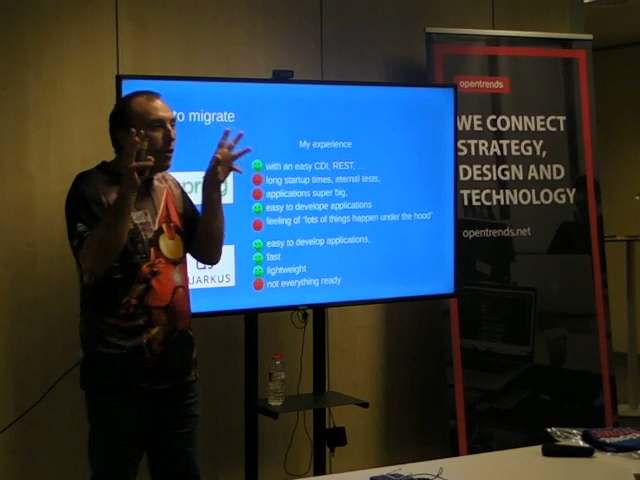 to migrate
My experience
with an easy CDI, REST, ...
long startup times, eternal tests,
applications super big,
easy to develope applications
feeling of "lots of things happen under the hood"
easy to develop applications,
fast
lightweight
not everything ready
opentrends
WE CONNECT
STRATEGY,
DESIGN AND
TECHNOLOGY
opentrends.net